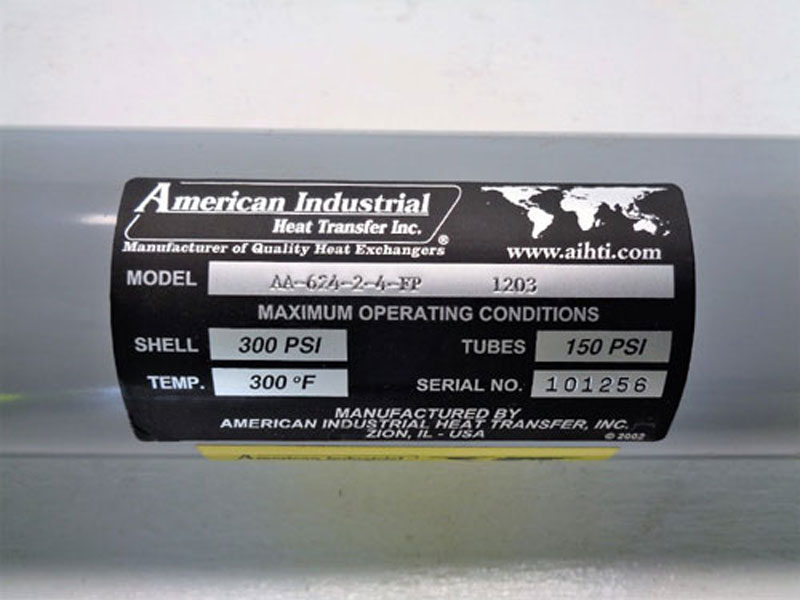 American Industrial
Heat Transfer Inc.
Manufacturer of Quality Heat Exchangers®
www.aihti.com
MODEL AA-624-2-4-FP 1203
MAXIMUM OPERATING CONDITIONS
SHELL 300 PSI TUBES 150 PSI
TEMP. 300 °F SERIAL NO. 101256
MANUFACTURED BY
AMERICAN INDUSTRIAL HEAT TRANSFER, INC.
ZION, IL - USA
© 2002
American Industrial